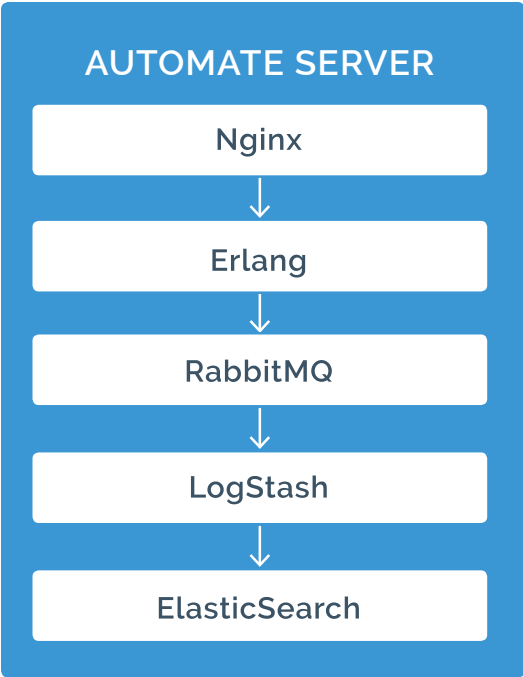 AUTOMATE SERVER
Nginx
Erlang
RabbitMQ
LogStash
ElasticSearch